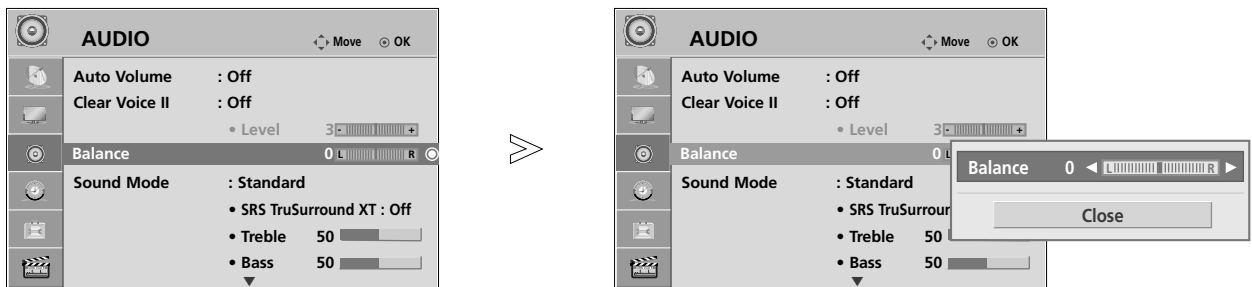 AUDIO Move OK
Auto Volume : Off
Clear Voice II : Off
• Level 3 - +
Balance 0 L R
Sound Mode : Standard
• SRS TruSurround XT : Off
• Treble 50
• Bass 50
AUDIO Move OK
Auto Volume : Off
Clear Voice II : Off
• Level 3 - +
Balance 0 L
Sound Mode : Standard
• SRS TruSurrour
• Treble 50
• Bass 50
Balance 0 L R
Close